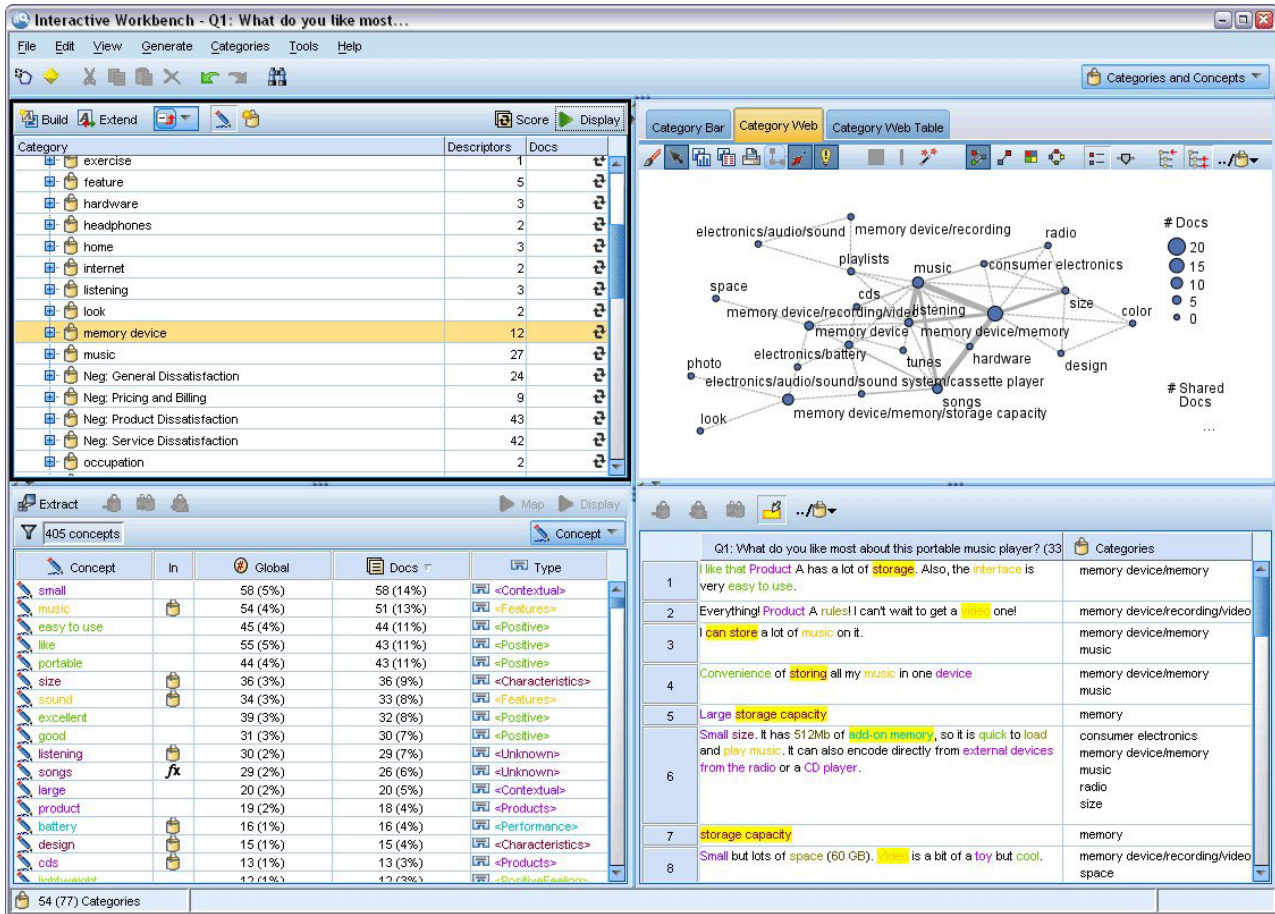 Interactive Workbench - Q1: What do you like most...
File Edit View Generate Categories Tools Help
Categories and Concepts
Build Extend Score Display
Category Descriptors Docs
exercise 1
feature 5
hardware 3
headphones 2
home 3
internet 2
listening 3
look 2
memory device 12
music 27
Neg: General Dissatisfaction 24
Neg: Pricing and Billing 9
Neg: Product Dissatisfaction 43
Neg: Service Dissatisfaction 42
occupation 2
Category Bar Category Web Category Web Table
../
electronics/audio/sound memory device/recording radio
playlists music consumer electronics
space cds size color
memory device/recording/video listening
memory device memory device/memory
electronics/battery tunes hardware design
photo
electronics/audio/sound/sound system/cassette player
songs
memory device/memory/storage capacity
look
# Docs
20
15
10
5
0
# Shared
Docs
...
Extract Map Display
405 concepts Concept
Concept In Global Docs Type
small 58 (5%) 58 (14%) <Contextual>
music 54 (4%) 51 (13%) <Features>
easy to use 45 (4%) 44 (11%) <Positive>
like 55 (5%) 43 (11%) <Positive>
portable 44 (4%) 43 (11%) <Positive>
size 36 (3%) 36 (9%) <Characteristics>
sound 34 (3%) 33 (8%) <Features>
excellent 39 (3%) 32 (8%) <Positive>
good 31 (3%) 30 (7%) <Positive>
listening 30 (2%) 29 (7%) <Unknown>
songs fx 29 (2%) 26 (6%) <Unknown>
large 20 (2%) 20 (5%) <Contextual>
product 19 (2%) 18 (4%) <Products>
battery 16 (1%) 16 (4%) <Performance>
design 15 (1%) 15 (4%) <Characteristics>
cds 13 (1%) 13 (3%) <Products>
lightweight 12 (1%) 12 (3%) <PositiveFeeling>
../
Q1: What do you like most about this portable music player? (33 Categories
1 I like that Product A has a lot of storage. Also, the interface is memory device/memory
very easy to use.
2 Everything! Product A rules! I can't wait to get a video one! memory device/recording/video
3 I can store a lot of music on it. memory device/memory
music
4 Convenience of storing all my music in one device memory device/memory
music
5 Large storage capacity memory
6 Small size. It has 512Mb of add-on memory, so it is quick to load consumer electronics
and play music. It can also encode directly from external devices memory device/memory
from the radio or a CD player. music
radio
size
7 storage capacity memory
8 Small but lots of space (60 GB). Video is a bit of a toy but cool. memory device/recording/video
space
54 (77) Categories